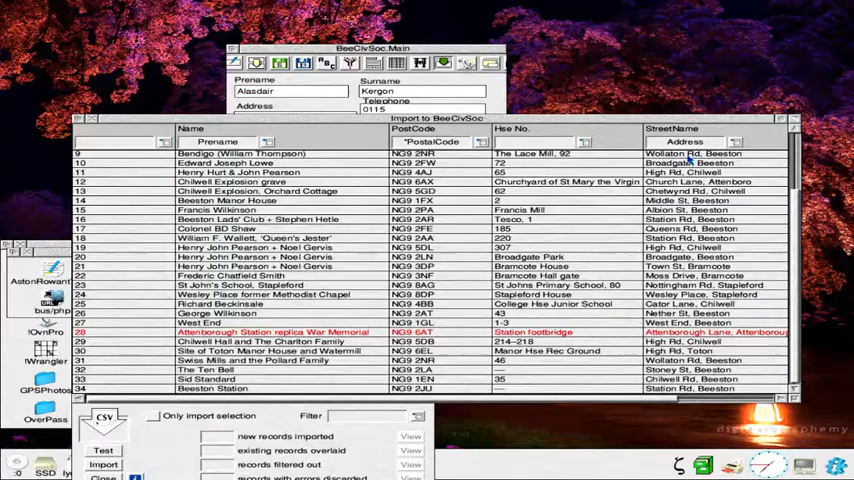 BeeCivSoc.Main
Prename
Surname
Alasdair
Kergon
Address
Telephone
0115
Import to BeeCivSoc
Name PostCode Hse No. StreetName
Prename *PostalCode Address
9 Bendigo (William Thompson) NG9 2NR The Lace Mill, 92 Wollaton Rd, Beeston
10 Edward Joseph Lowe NG9 2FW 72 Broadgate, Beeston
11 Henry Hurt & John Pearson NG9 4AJ 65 High Rd, Chilwell
12 Chilwell Explosion grave NG9 6AX Churchyard of St Mary the Virgin Church Lane, Attenboro
13 Chilwell Explosion, Orchard Cottage NG9 5GD 62 Chetwynd Rd, Chilwell
14 Beeston Manor House NG9 1FX 2 Middle St, Beeston
15 Francis Wilkinson NG9 2PA Francis Mill Albion St, Beeston
16 Beeston Lads' Club + Stephen Hetle NG9 2AR Tesco, 1 Station Rd, Beeston
17 Colonel BD Shaw NG9 2FE 185 Queens Rd, Beeston
18 William F. Wallett, 'Queen's Jester' NG9 2AA 220 Station Rd, Beeston
19 Henry John Pearson + Noel Gervis NG9 5DL 307 High Rd, Chilwell
20 Henry John Pearson + Noel Gervis NG9 2LN Broadgate Park Broadgate, Beeston
21 Henry John Pearson + Noel Gervis NG9 3DP Bramcote House Town St, Bramcote
22 Frederic Chatfield Smith NG9 3NF Bramcote Hall gate Moss Drive, Bramcote
23 St John's School, Stapleford NG9 8AG St Johns Primary School, 80 Nottingham Rd, Stapleford
24 Wesley Place former Methodist Chapel NG9 8DP Stapleford House Wesley Place, Stapleford
25 Richard Beckinsale NG9 4BB College Hse Junior School Cator Lane, Chilwell
26 George Wilkinson NG9 2AT 43 Nether St, Beeston
27 West End NG9 1GL 1-3 West End, Beeston
28 Attenborough Station replica War Memorial NG9 6AT Station footbridge Attenborough Lane, Attenboroug
29 Chilwell Hall and The Charlton Family NG9 5DB 214–218 High Rd, Chilwell
30 Site of Toton Manor House and Watermill NG9 6EL Manor Hse Rec Ground High Rd, Toton
31 Swiss Mills and the Pollard Family NG9 2NR 46 Wollaton Rd, Beeston
32 The Ten Bell NG9 2LA — Stoney St, Beeston
33 Sid Standard NG9 1EN 35 Chilwell Rd, Beeston
34 Beeston Station NG9 2JU — Station Rd, Beeston
AstonRowant
URL
bus/php
!OvnPro
!Wrangler
GPSPhotos
OverPass
CSV
Only import selection
Filter
new records imported View
Test existing records overlaid View
Import records filtered out View
Close records with errors discarded View
:0 SSD